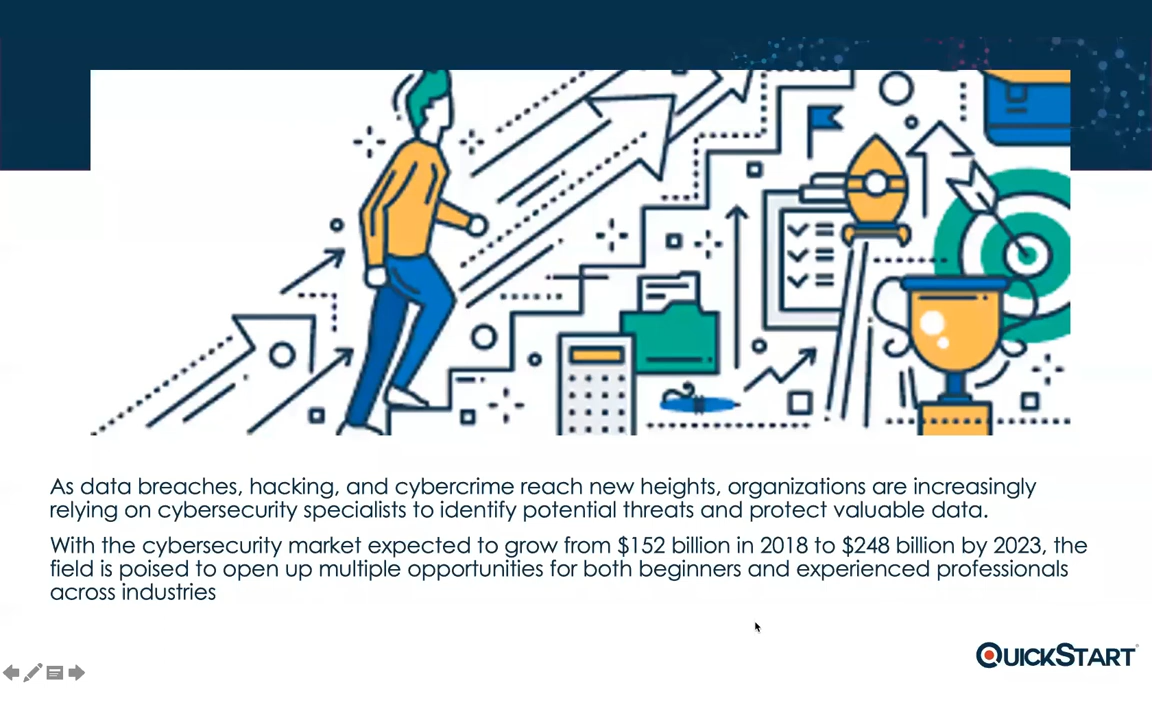 As data breaches, hacking, and cybercrime reach new heights, organizations are increasingly
relying on cybersecurity specialists to identify potential threats and protect valuable data.
With the cybersecurity market expected to grow from $152 billion in 2018 to $248 billion by 2023, the
field is poised to open up multiple opportunities for both beginners and experienced professionals
across industries
QUICKSTART